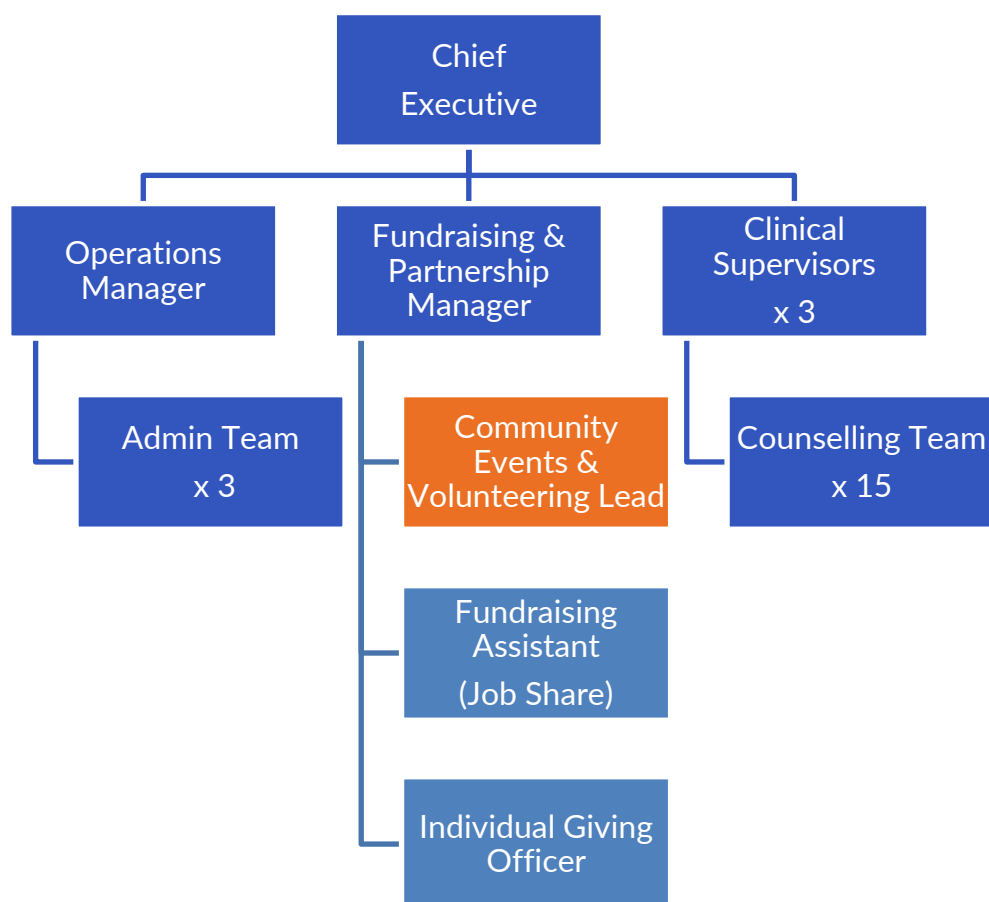 Chief
Executive
Operations
Manager
Fundraising &
Partnership
Manager
Clinical
Supervisors
x 3
Admin Team
x 3
Community
Events &
Volunteering Lead
Counselling Team
x 15
Fundraising
Assistant
(Job Share)
Individual Giving
Officer